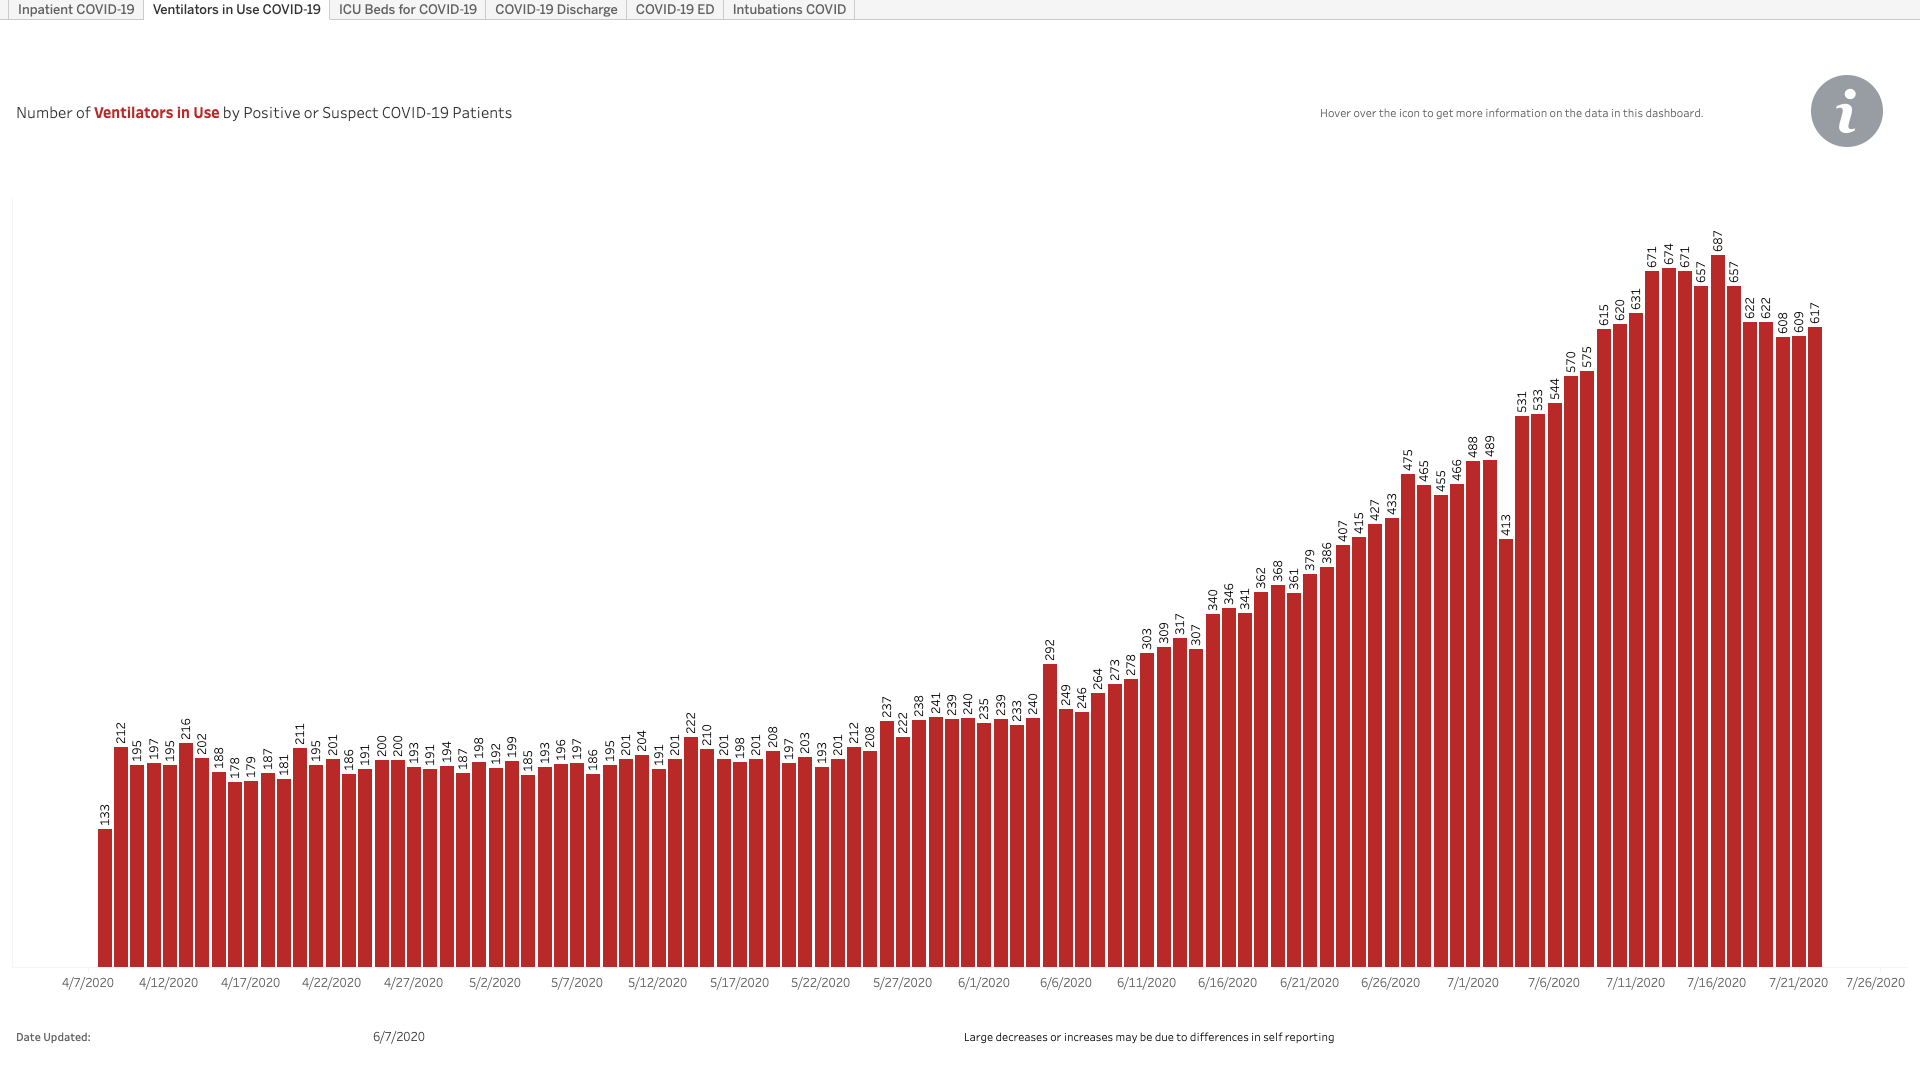 Inpatient COVID-19 Ventilators in Use COVID-19 ICU Beds for COVID-19 COVID-19 Discharge COVID-19 ED Intubations COVID
Number of Ventilators in Use by Positive or Suspect COVID-19 Patients
Hover over the icon to get more information on the data in this dashboard.
i
133 212 195 197 195 216 202 188 178 179 187 181 211 195 201 186 191 200 200 193 191 194 187 198 192 199 185 193 196 197 186 195 201 204 191 201 222 210 201 198 201 208 197 203 193 201 212 208 237 222 238 241 239 240 235 239 233 240 292 249 246 264 273 278 303 309 317 307 340 346 341 362 368 361 379 386 407 415 427 433 475 465 455 466 488 489 413 531 533 544 570 575 615 620 631 671 674 671 657 687 657 622 622 608 609 617
4/7/2020 4/12/2020 4/17/2020 4/22/2020 4/27/2020 5/2/2020 5/7/2020 5/12/2020 5/17/2020 5/22/2020 5/27/2020 6/1/2020 6/6/2020 6/11/2020 6/16/2020 6/21/2020 6/26/2020 7/1/2020 7/6/2020 7/11/2020 7/16/2020 7/21/2020 7/26/2020
Date Updated: 6/7/2020 Large decreases or increases may be due to differences in self reporting